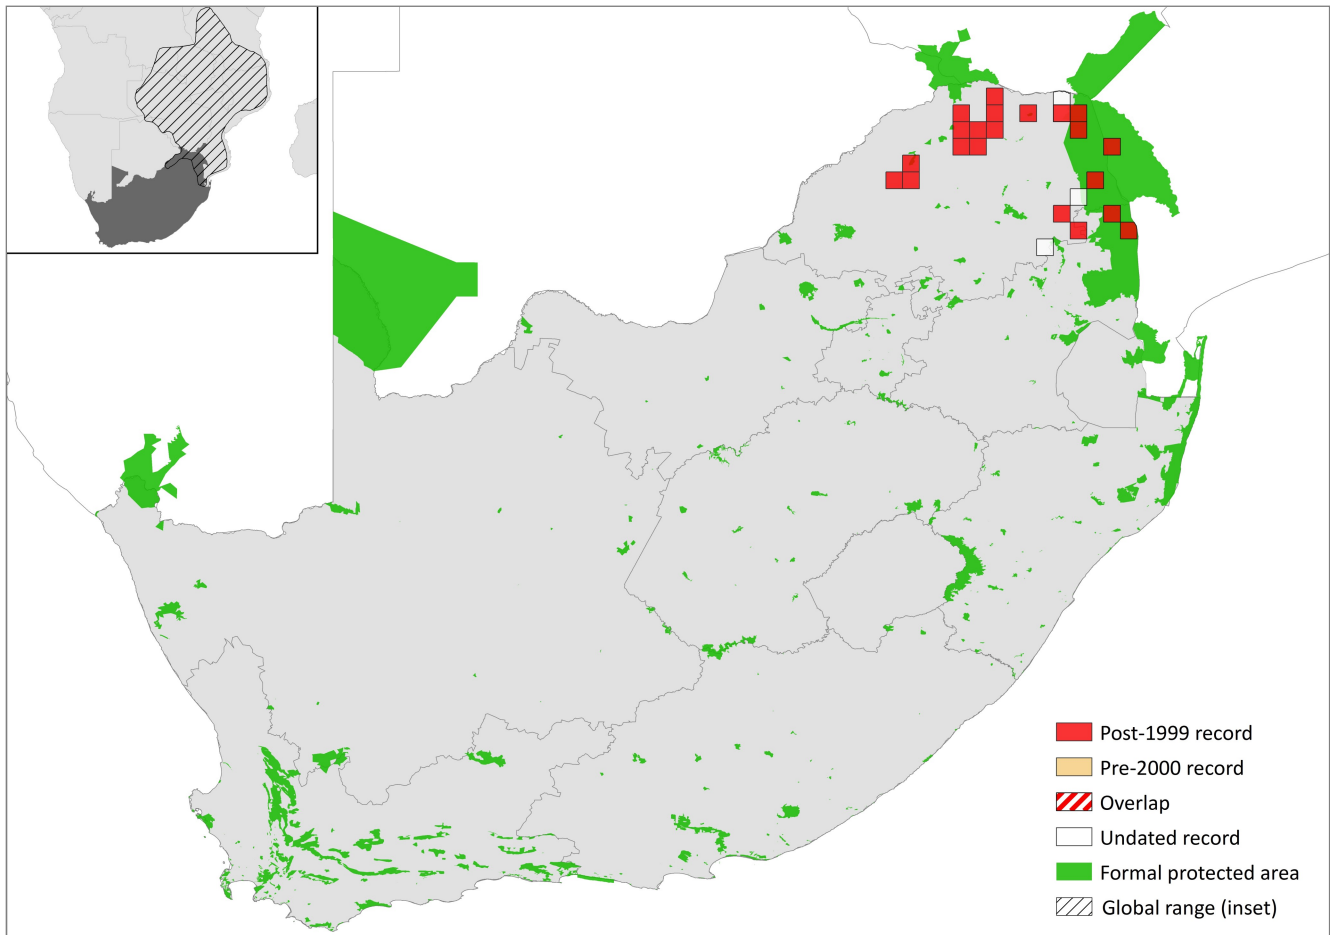 Post-1999 record
Pre-2000 record
Overlap
Undated record
Formal protected area
Global range (inset)